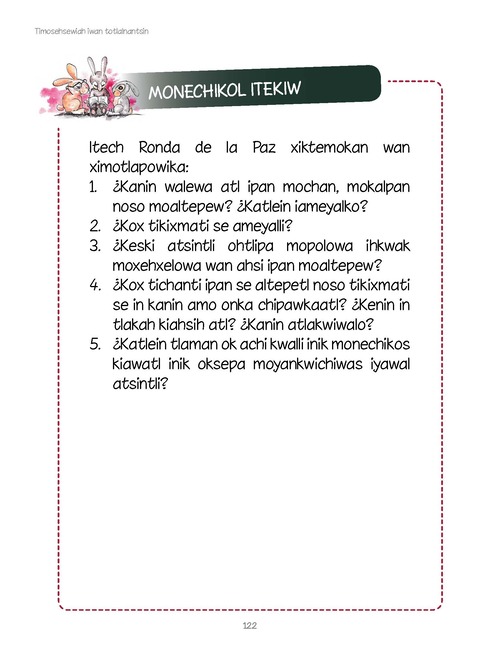 Timosehsewiah iwan totlalnantsin
MONECHIKOL ITEKIW
Itech Ronda de la Paz xiktemokan wan
ximotlapowika:
1. ¿Kanin walewa atl ipan mochan, mokalpan
noso moaltepew? ¿Katlein iameyalko?
2. ¿Kox tikixmati se ameyalli?
3. ¿Keski atsintli ohtlipa mopolowa ihkwak
moxehxelowa wan ahsi ipan moaltepew?
4. ¿Kox tichanti ipan se altepetl noso tikixmati
se in kanin amo onka chipawkaatl? ¿Kenin in
tlakah kiahsih atl? ¿Kanin atlakwiwalo?
5. ¿Katlein tlaman ok achi kwalli inik monechikos
kiawatl inik oksepa moyankwichiwas iyawal
atsintli?
122